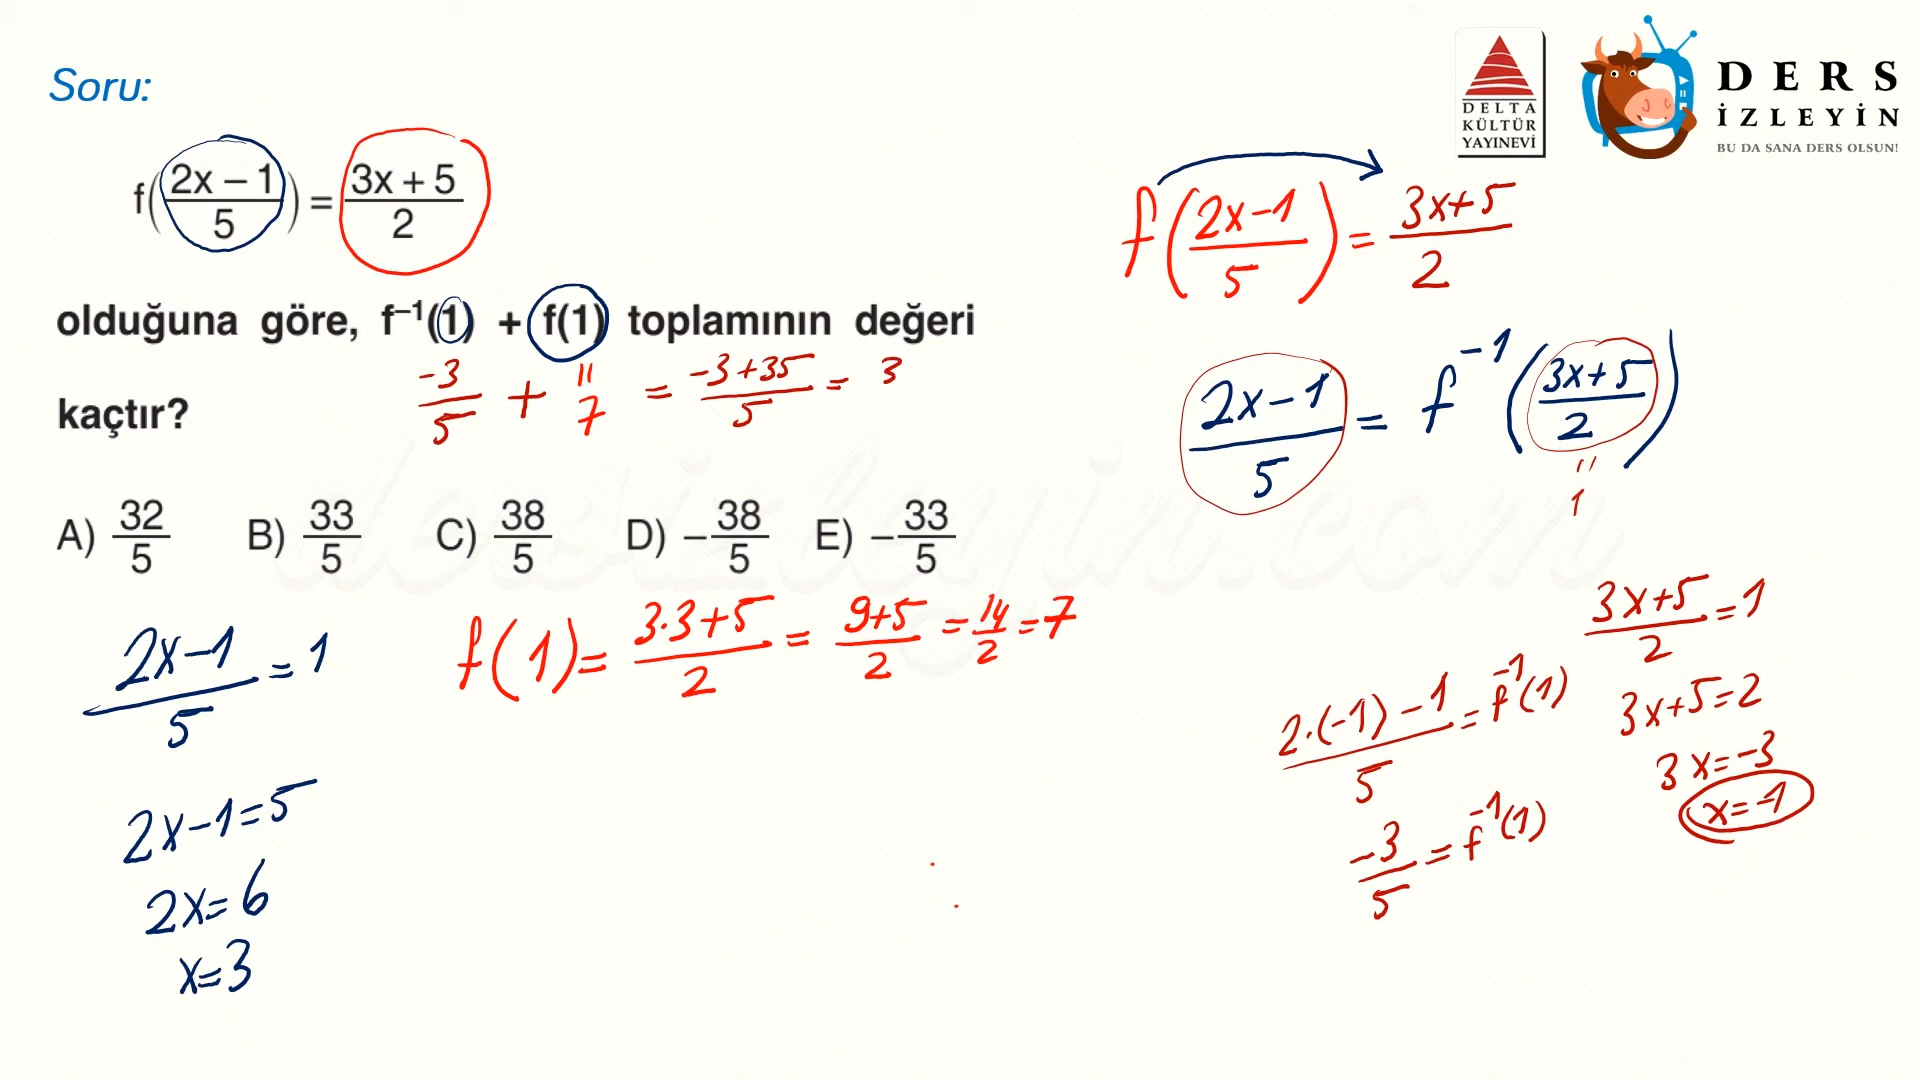 Soru:
DELTA
KÜLTÜR
YAYINEVİ
DERS
İZLEYİN
BU DA SANA DERS OLSUN!
f((2x – 1)/5) = (3x + 5)/2
olduğuna göre, f⁻¹(1) + f(1) toplamının değeri
-3/5 + 7 = (-3+35)/5 = 3
kaçtır?
A) 32/5 B) 33/5 C) 38/5 D) –38/5 E) –33/5
(2x-1)/5 = 1
2x-1=5
2x=6
x=3
f(1) = (3·3+5)/2 = (9+5)/2 = 14/2 = 7
f((2x-1)/5) = (3x+5)/2
(2x-1)/5 = f⁻¹((3x+5)/2)
"
1
(3x+5)/2 = 1
3x+5=2
3x=-3
x=-1
(2·(-1)-1)/5 = f⁻¹(1)
-3/5 = f⁻¹(1)
dersizleyin.com